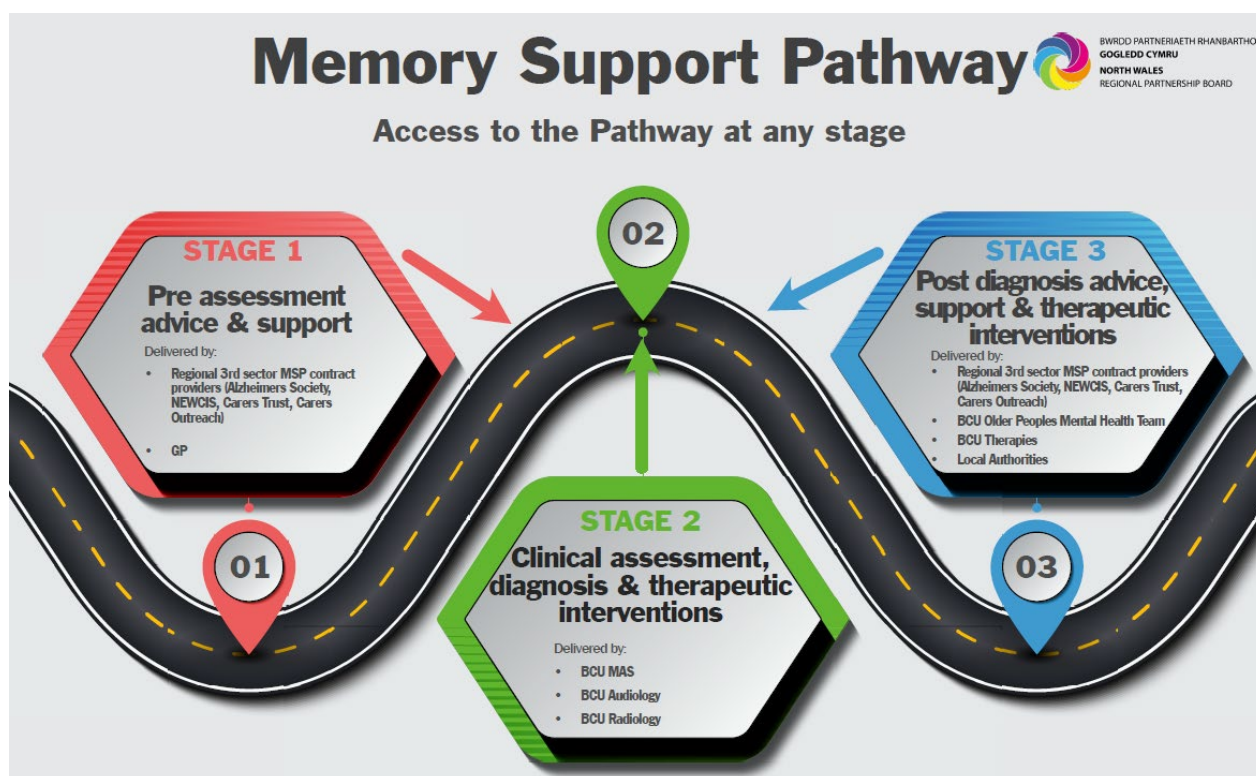 Memory Support Pathway
BWRDD PARTNERIAETH RHANBARTHO
GOGLEDD CYMRU
NORTH WALES
REGIONAL PARTNERSHIP BOARD
Access to the Pathway at any stage
STAGE 1
Pre assessment
advice & support
Delivered by:
• Regional 3rd sector MSP contract
providers (Alzheimers Society,
NEWCIS, Carers Trust, Carers
Outreach)
• GP
01
02
STAGE 2
Clinical assessment,
diagnosis & therapeutic
interventions
Delivered by:
• BCU MAS
• BCU Audiology
• BCU Radiology
STAGE 3
Post diagnosis advice,
support & therapeutic
interventions
Delivered by:
• Regional 3rd sector MSP contract providers
(Alzheimers Society, NEWCIS, Carers Trust,
Carers Outreach)
• BCU Older Peoples Mental Health Team
• BCU Therapies
• Local Authorities
03